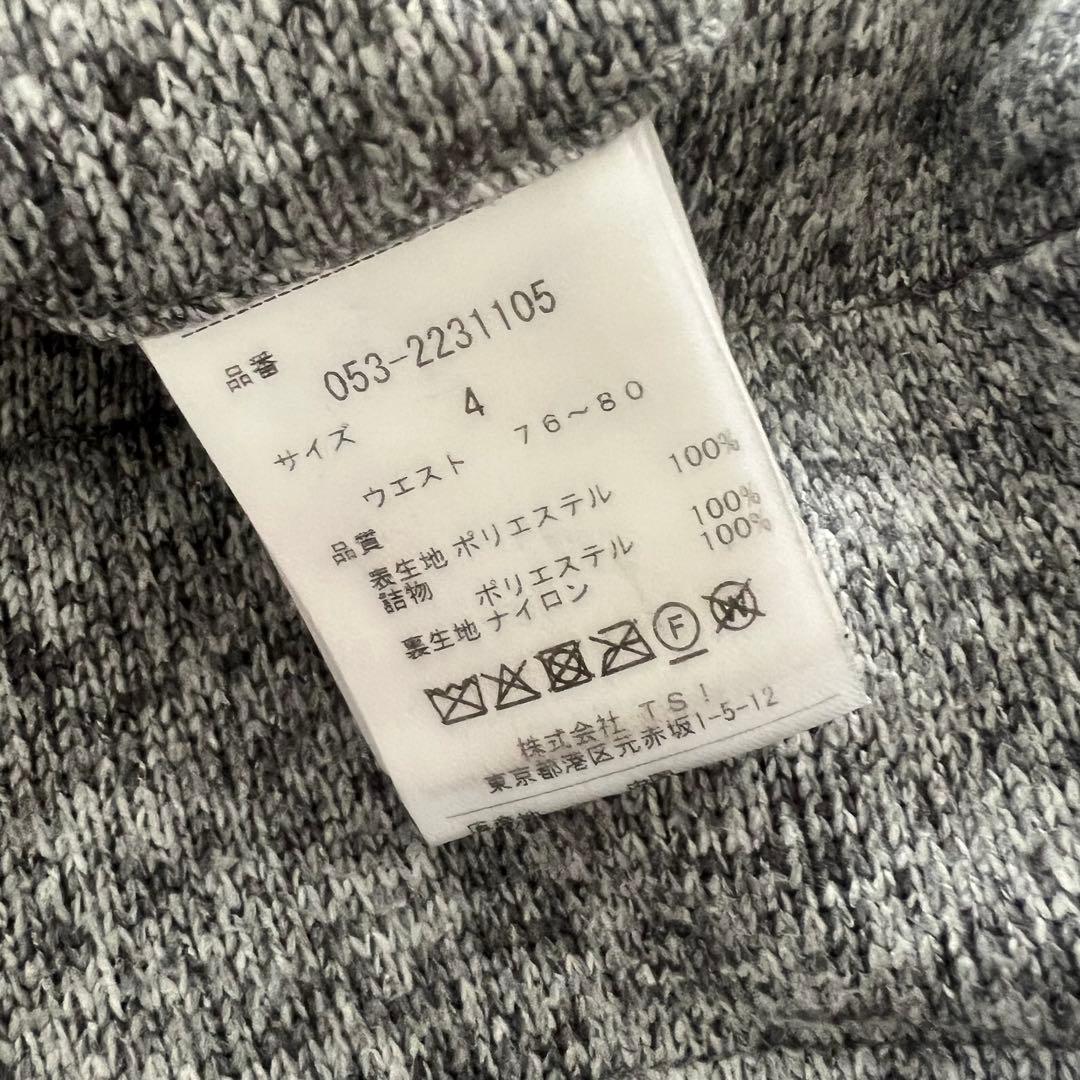 品番 053-2231105
サイズ 4
ウエスト 76～80
品質
表生地 ポリエステル 100%
詰物 ポリエステル 100%
裏生地 ナイロン 100%
F W
株式会社 TSI
東京都港区元赤坂1-5-12